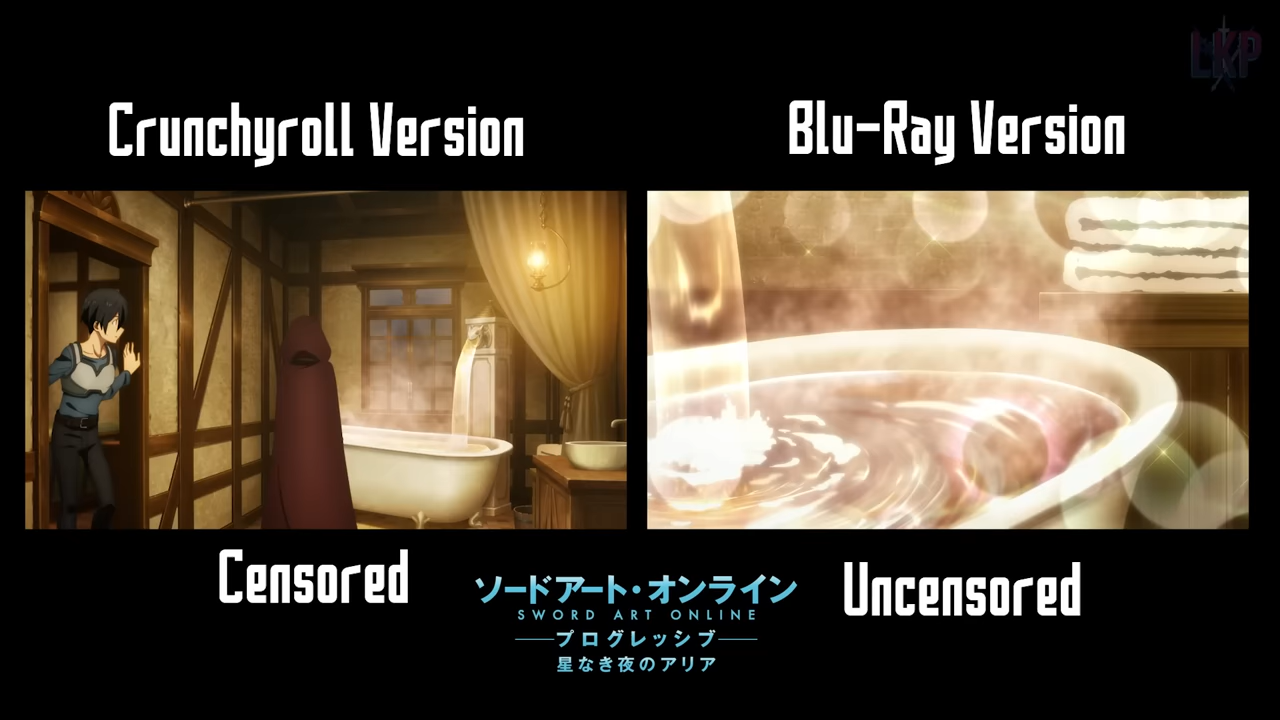 LKP
Crunchyroll Version
Blu-Ray Version
Censored
Uncensored
ソードアート・オンライン
SWORD ART ONLINE
プログレッシブ
星なき夜のアリア